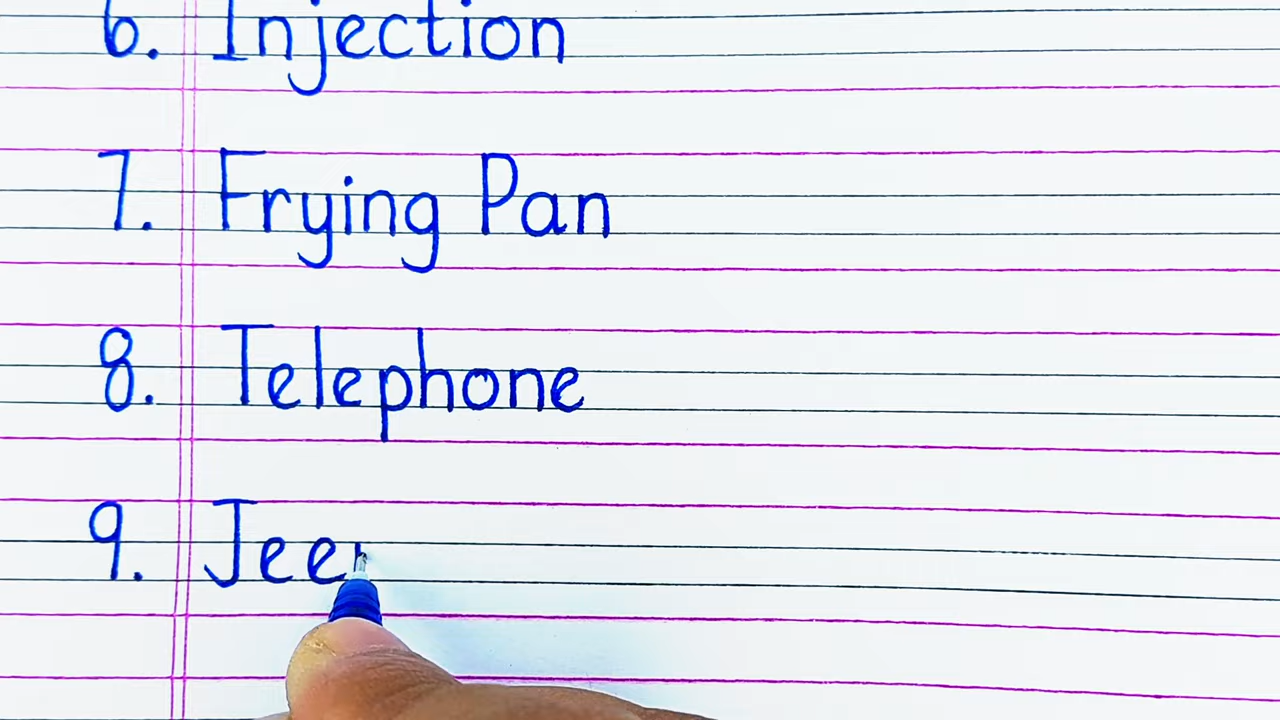 6. Injection
7. Frying Pan
8. Telephone
9. Jee